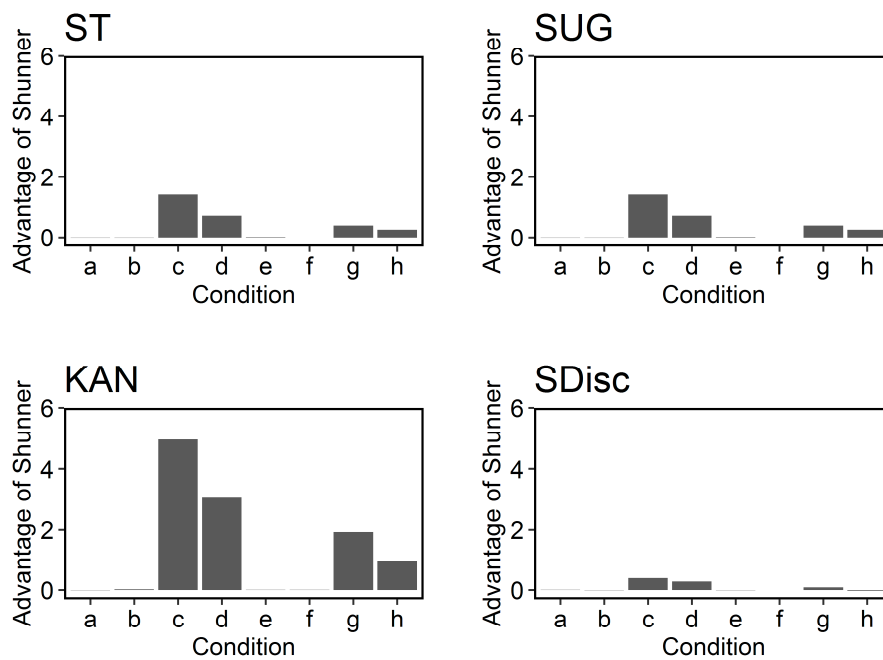 ST
Advantage of Shunner
6
4
2
0
a b c d e f g h
Condition
SUG
Advantage of Shunner
6
4
2
0
a b c d e f g h
Condition
KAN
Advantage of Shunner
6
4
2
0
a b c d e f g h
Condition
SDisc
Advantage of Shunner
6
4
2
0
a b c d e f g h
Condition